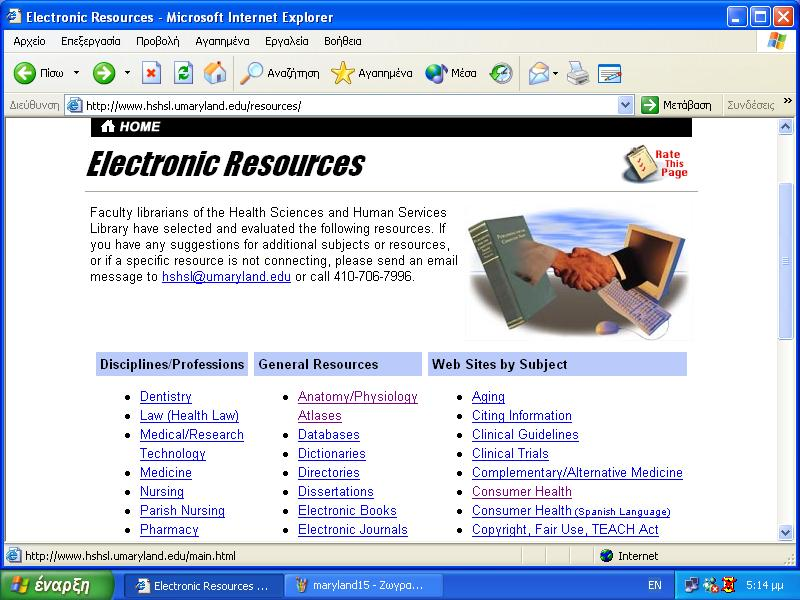 Electronic Resources - Microsoft Internet Explorer
Αρχείο Επεξεργασία Προβολή Αγαπημένα Εργαλεία Βοήθεια
Πίσω Αναζήτηση Αγαπημένα Μέσα
Διεύθυνση http://www.hshsl.umaryland.edu/resources/ Μετάβαση Συνδέσεις »
HOME
Electronic Resources
Rate
This
Page
Faculty librarians of the Health Sciences and Human Services
Library have selected and evaluated the following resources. If
you have any suggestions for additional subjects or resources,
or if a specific resource is not connecting, please send an email
message to hshsl@umaryland.edu or call 410-706-7996.
Disciplines/Professions General Resources Web Sites by Subject
• Dentistry
• Law (Health Law)
• Medical/Research
Technology
• Medicine
• Nursing
• Parish Nursing
• Pharmacy
• Anatomy/Physiology
Atlases
• Databases
• Dictionaries
• Directories
• Dissertations
• Electronic Books
• Electronic Journals
• Aging
• Citing Information
• Clinical Guidelines
• Clinical Trials
• Complementary/Alternative Medicine
• Consumer Health
• Consumer Health (Spanish Language)
• Copyright, Fair Use, TEACH Act
http://www.hshsl.umaryland.edu/main.html Internet
έναρξη Electronic Resources ... maryland15 - Ζωγρα... EN 5:14 μμ